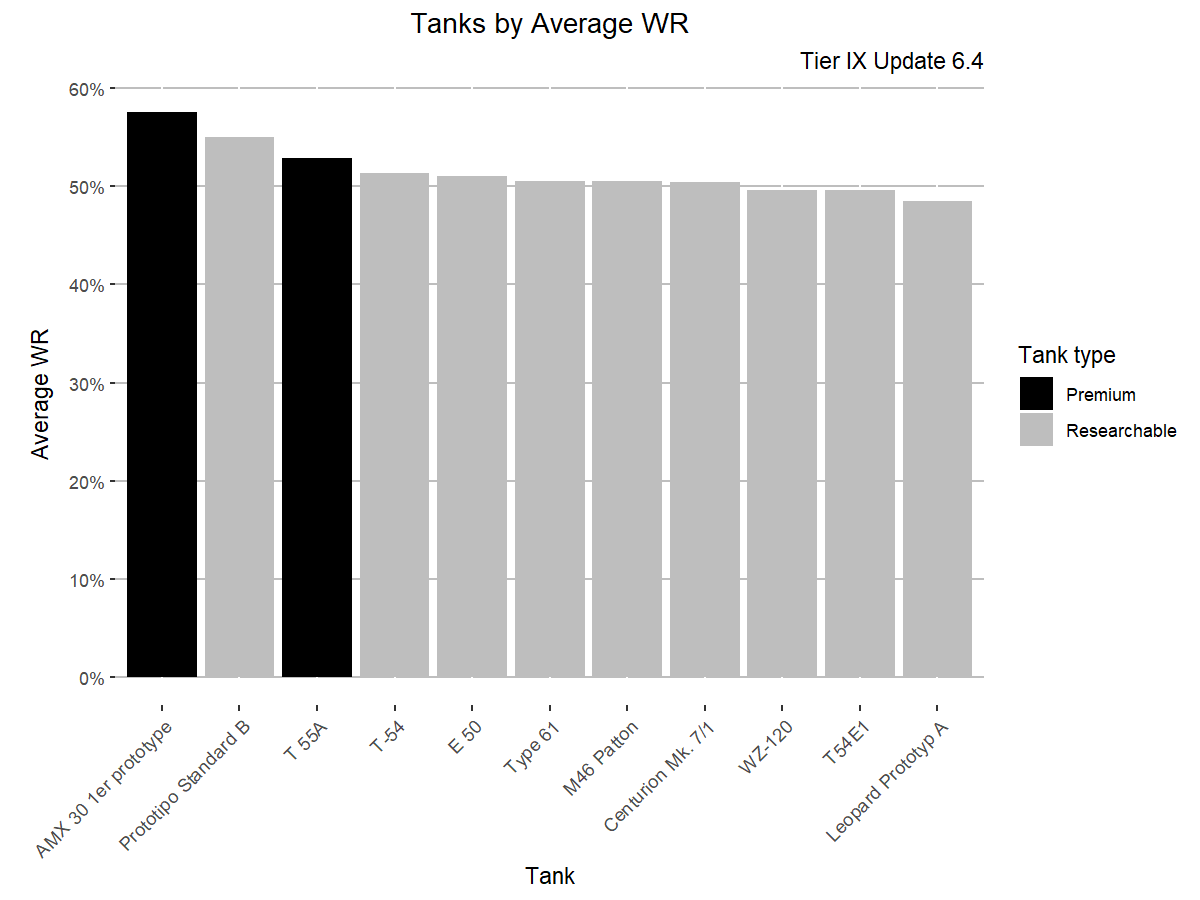 Tanks by Average WR
Tier IX Update 6.4
60%
50%
40%
30%
20%
10%
0%
Average WR
AMX 30 1er prototype
Prototipo Standard B
T 55A
T-54
E 50
Type 61
M46 Patton
Centurion Mk. 7/1
WZ-120
T54E1
Leopard Prototyp A
Tank
Tank type
Premium
Researchable